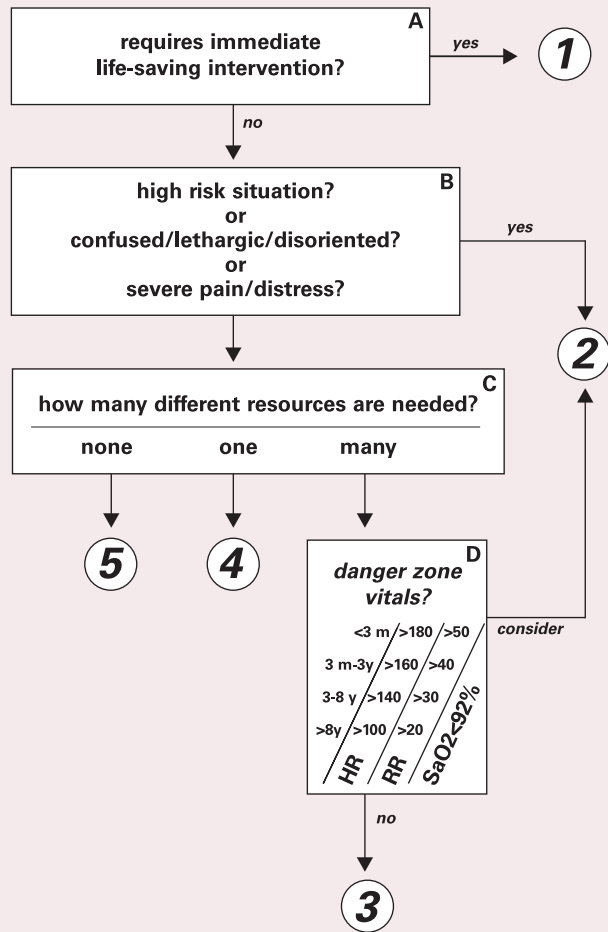 A
requires immediate
life-saving intervention?
yes
1
no
B
high risk situation?
or
confused/lethargic/disoriented?
or
severe pain/distress?
yes
2
C
how many different resources are needed?
none one many
5 4
D
danger zone
vitals?
<3 m >180 >50
3 m-3y >160 >40
3-8 y >140 >30
>8y >100 >20
HR RR SaO2<92%
consider
no
3